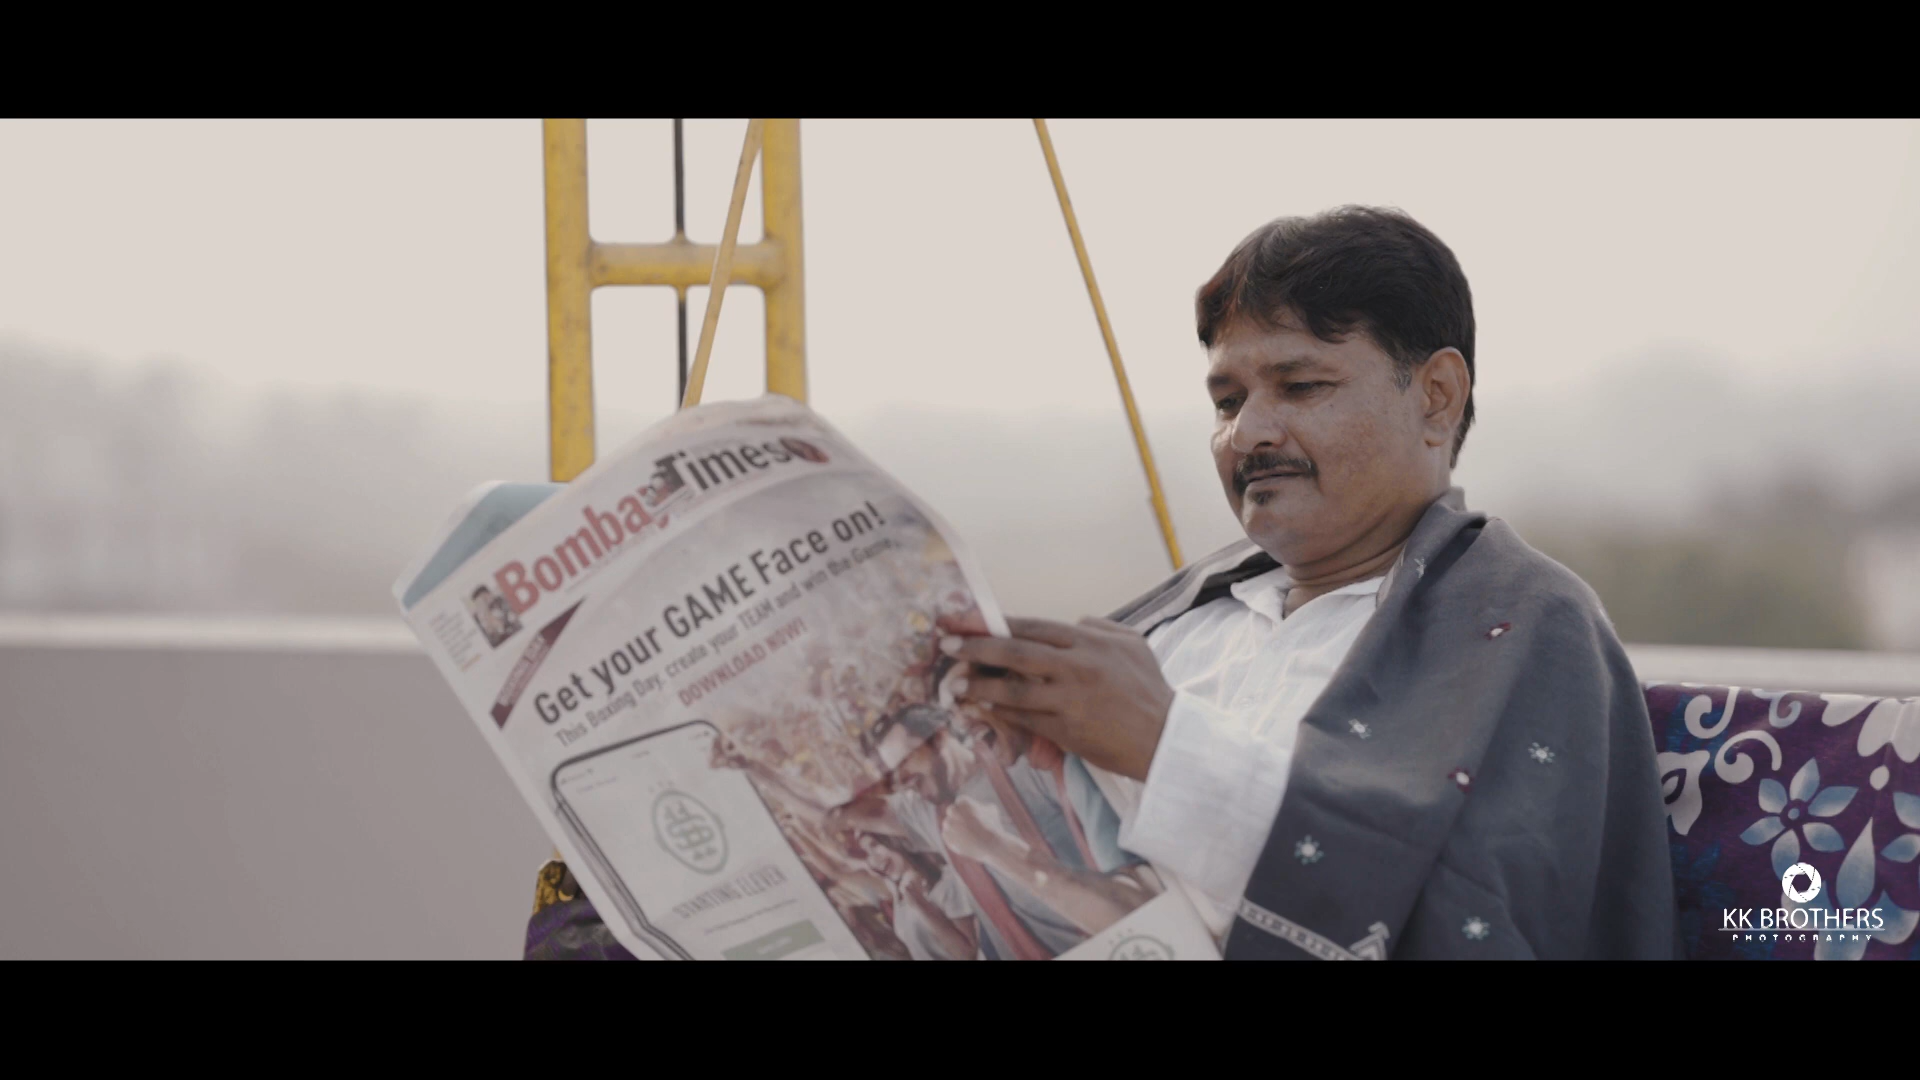 Bombay Times
Get your GAME Face on!
This Boxing Day, create your TEAM and win the Game
DOWNLOAD NOW!
STARTING ELEVEN
KK BROTHERS
PHOTOGRAPHY